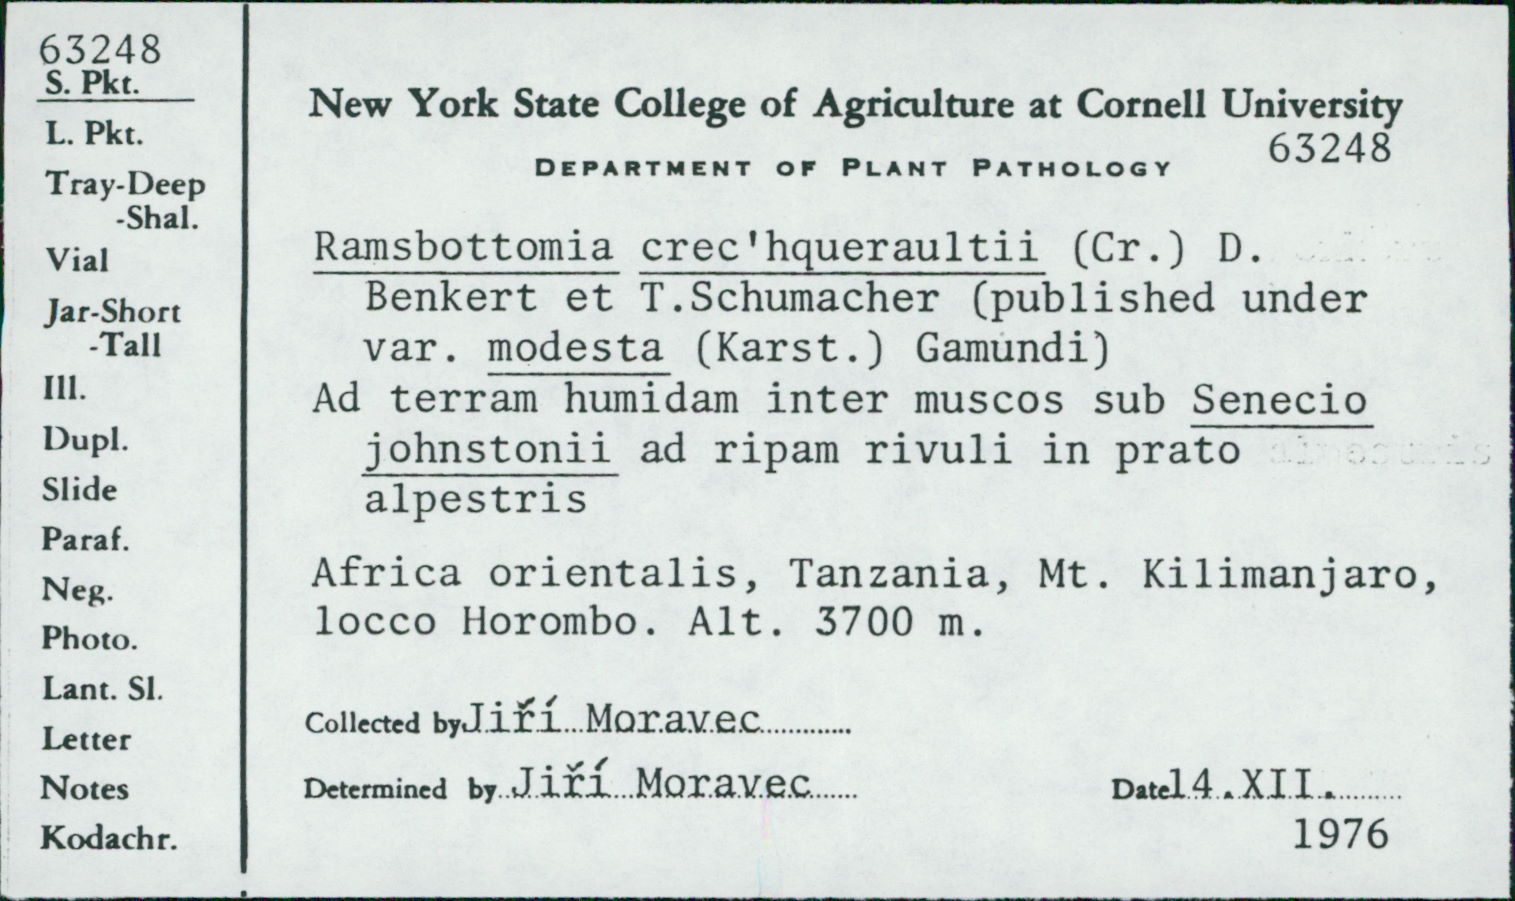 63248
S. Pkt.
L. Pkt.
Tray-Deep
-Shal.
Vial
Jar-Short
-Tall
Ill.
Dupl.
Slide
Paraf.
Neg.
Photo.
Lant. Sl.
Letter
Notes
Kodachr.
New York State College of Agriculture at Cornell University
63248
DEPARTMENT OF PLANT PATHOLOGY
Ramsbottomia crec'hqueraultii (Cr.) D.
Benkert et T.Schumacher (published under
var. modesta (Karst.) Gamundi)
Ad terram humidam inter muscos sub Senecio
johnstonii ad ripam rivuli in prato
alpestris
Africa orientalis, Tanzania, Mt. Kilimanjaro,
locco Horombo. Alt. 3700 m.
Collected by Jiří Moravec
Determined by Jiří Moravec
Date 14.XII.
1976